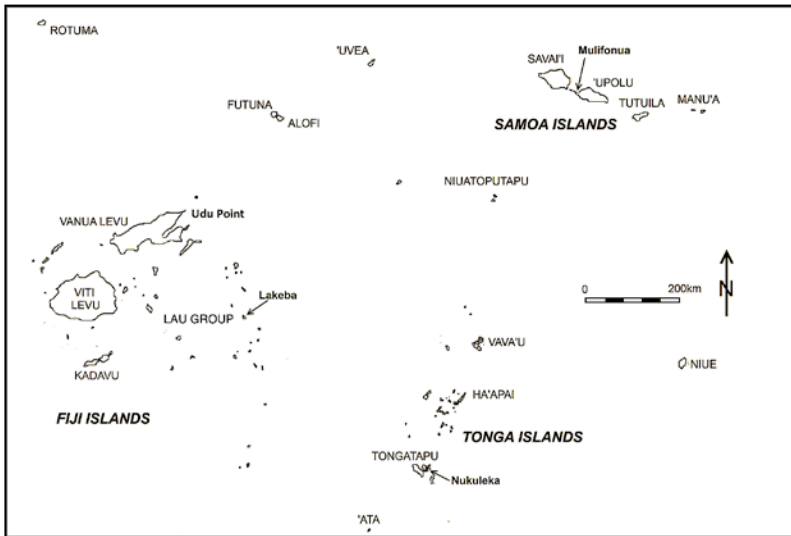 ROTUMA
'UVEA
Mulifonua
SAVAI'I
'UPOLU
TUTUILA
MANU'A
FUTUNA
ALOFI
SAMOA ISLANDS
NIUATOPUTAPU
VANUA LEVU
Udu Point
VITI
LEVU
Lakeba
LAU GROUP
0
200km
N
VAVA'U
NIUE
KADAVU
HA'APAI
FIJI ISLANDS
TONGA ISLANDS
TONGATAPU
Nukuleka
'ATA